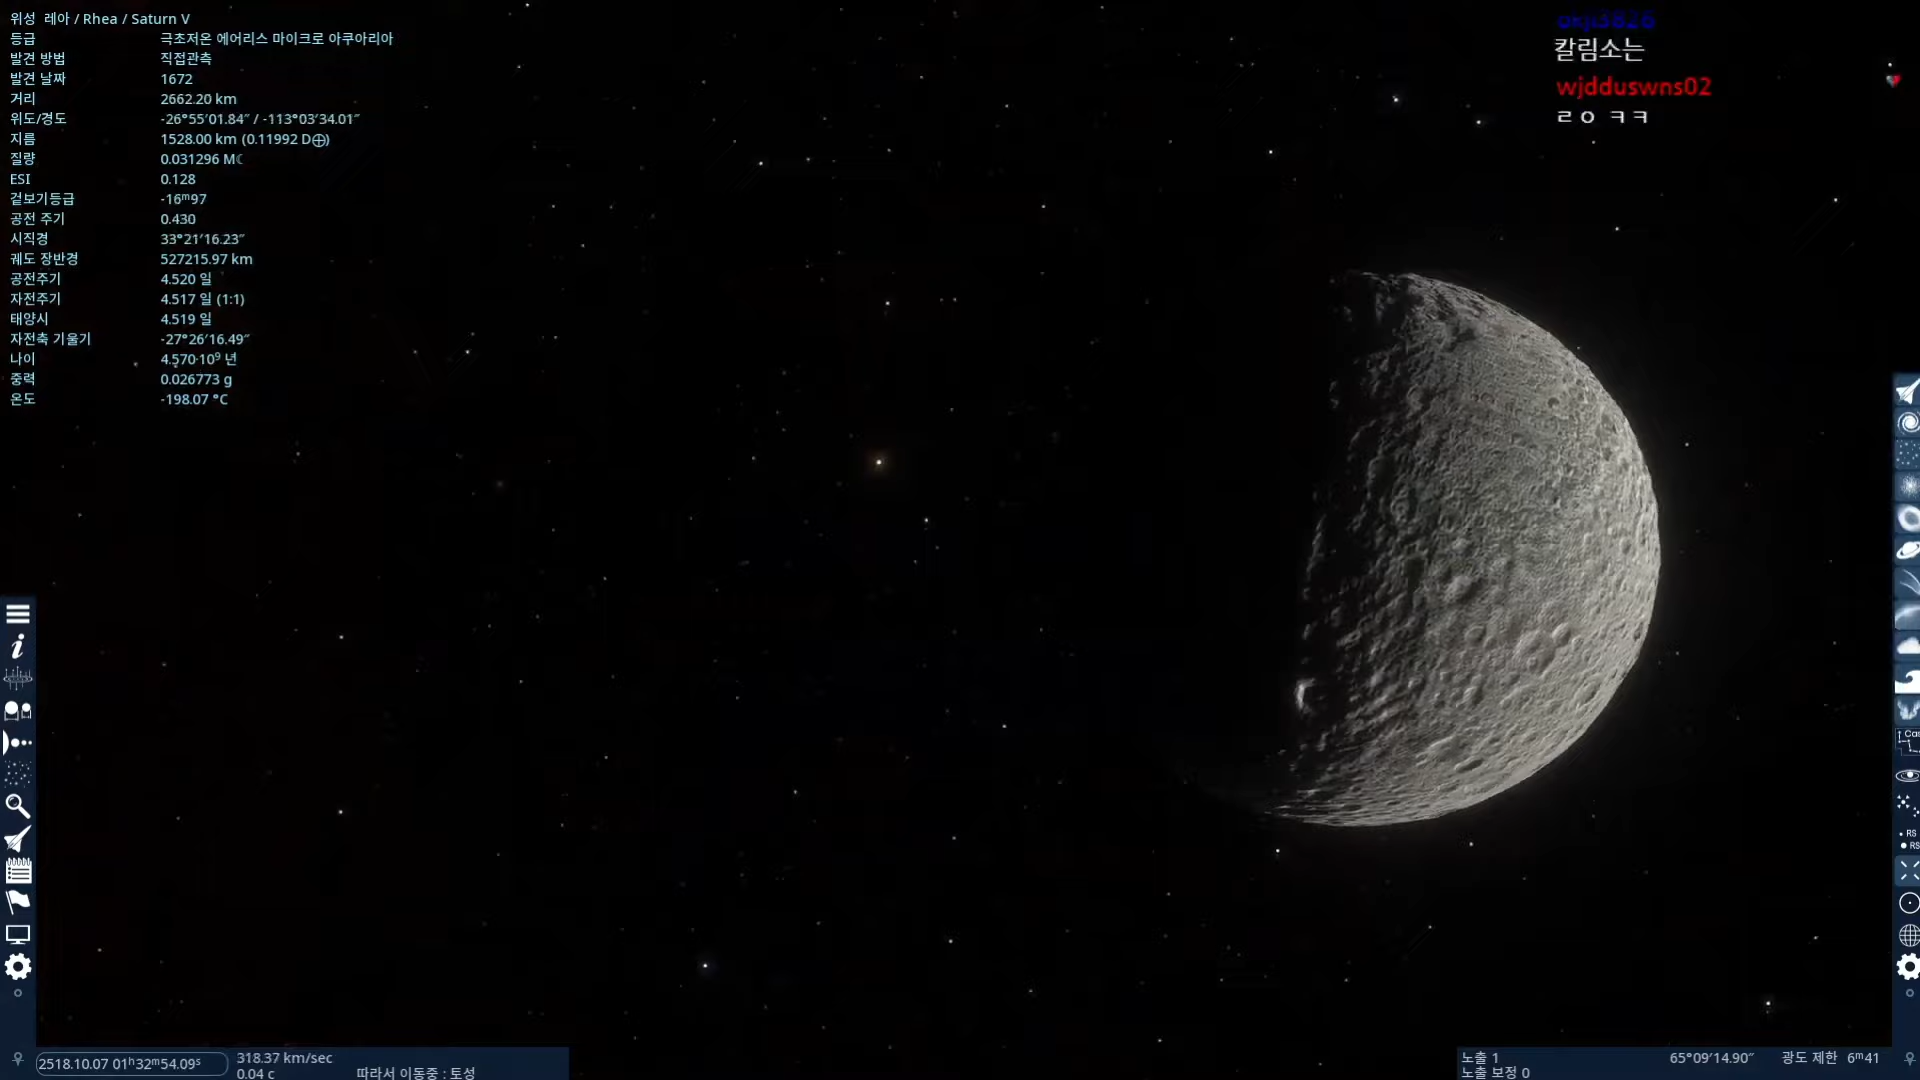 위성 레아 / Rhea / Saturn V
등급 극초저온 에어리스 마이크로 아쿠아리아
발견 방법 직접관측
발견 날짜 1672
거리 2662.20 km
위도/경도 -26°55′01.84″ / -113°03′34.01″
지름 1528.00 km (0.11992 D⊕)
질량 0.031296 M☾
ESI 0.128
겉보기등급 -16ᵐ97
공전 주기 0.430
시직경 33°21′16.23″
궤도 장반경 527215.97 km
공전주기 4.520 일
자전주기 4.517 일 (1:1)
태양시 4.519 일
자전축 기울기 -27°26′16.49″
나이 4.570·10⁹ 년
중력 0.026773 g
온도 -198.07 °C
okji3826
칼림소는
wjdduswns02
ㄹㅇ ㅋㅋ
RS
2518.10.07 01ʰ32ᵐ54.09ˢ
318.37 km/sec
0.04 c 따라서 이동중 : 토성
노출 1 65°09′14.90″ 광도 제한 6ᵐ41
노출 보정 0